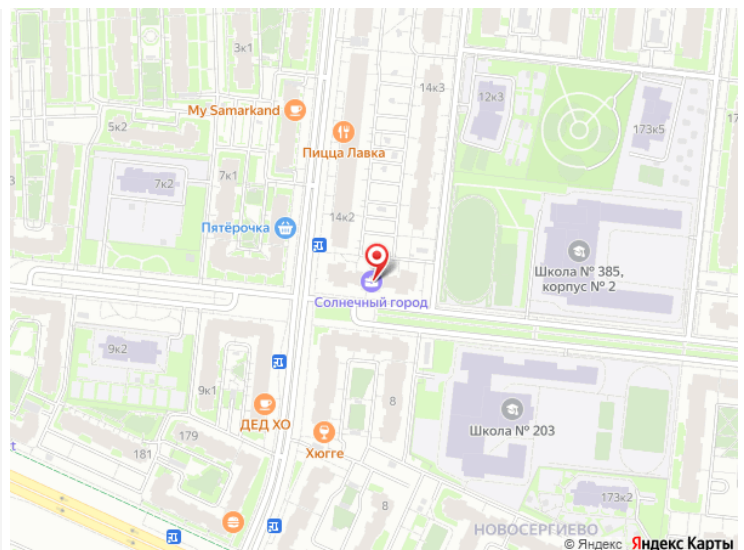 3к1
14к3
12к3
My Samarkand
5к2
173к5
Пицца Лавка
7к1
7к2
14к2
Пятёрочка
Школа № 385,
корпус № 2
Солнечный город
9к2
9к1
8
8
ДЕД ХО
Школа № 203
179
181
Хюгге
173к2
НОВОСЕРГИЕВО
© Яндекс Яндекс Карты